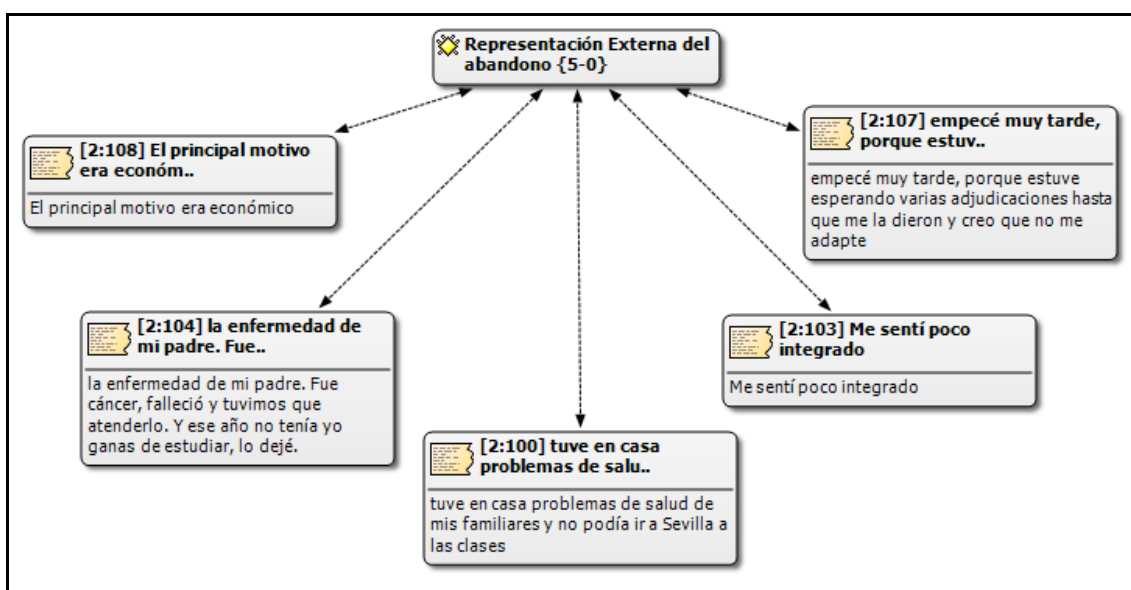 Representación Externa del
abandono {5-0}
[2:108] El principal motivo
era económ..
El principal motivo era económico
[2:107] empecé muy tarde,
porque estuv..
empecé muy tarde, porque estuve
esperando varias adjudicaciones hasta
que me la dieron y creo que no me
adapte
[2:104] la enfermedad de
mi padre. Fue..
la enfermedad de mi padre. Fue
cáncer, falleció y tuvimos que
atenderlo. Y ese año no tenía yo
ganas de estudiar, lo dejé.
[2:103] Me sentí poco
integrado
Me sentí poco integrado
[2:100] tuve en casa
problemas de salu..
tuve en casa problemas de salud de
mis familiares y no podía ir a Sevilla a
las clases